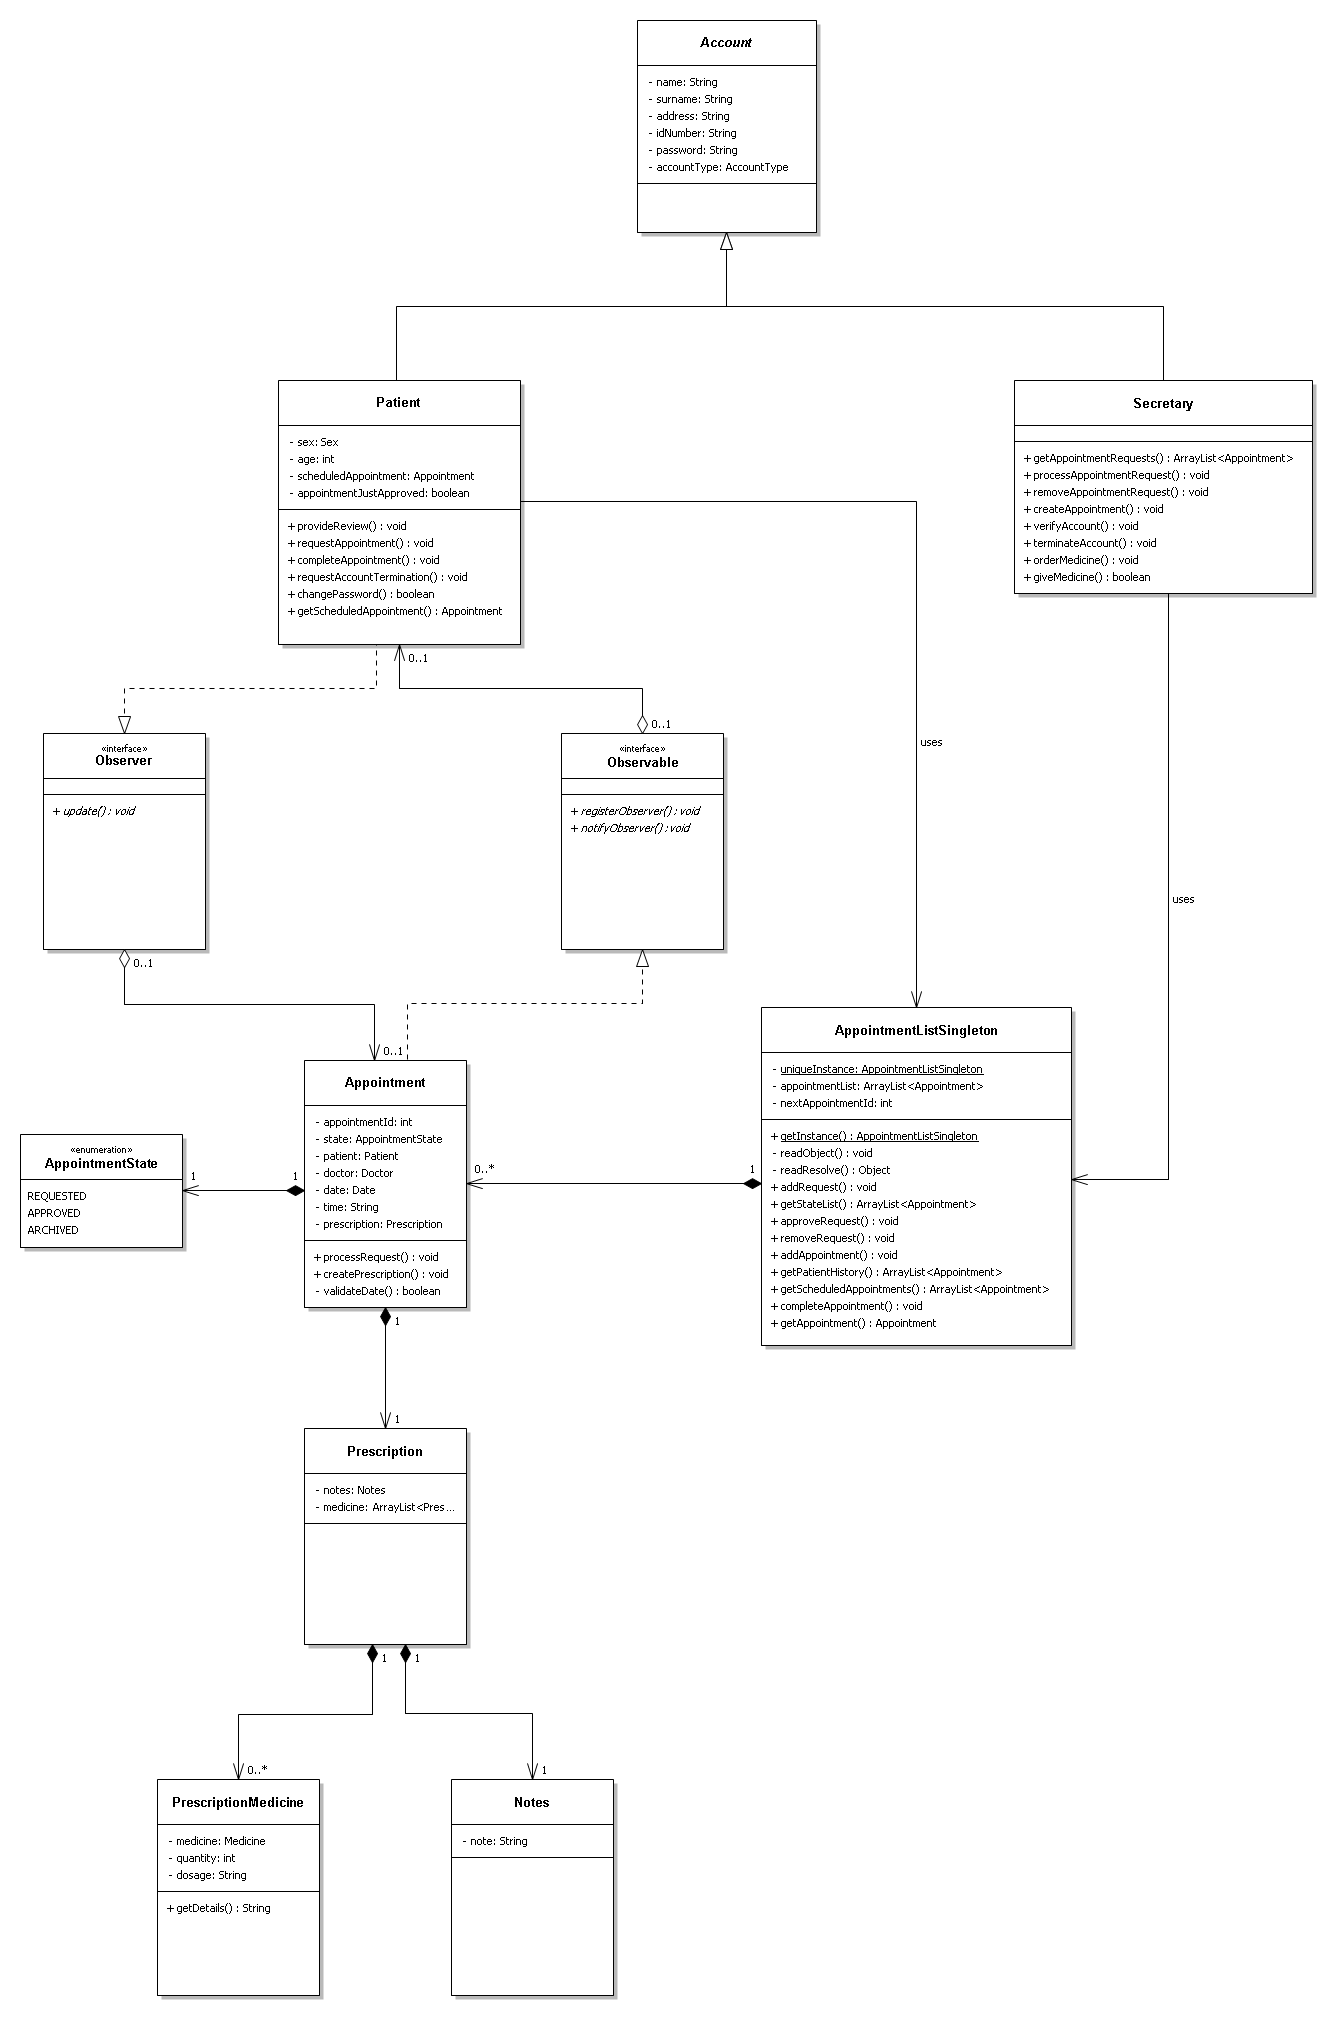 Account
- name: String
- surname: String
- address: String
- idNumber: String
- password: String
- accountType: AccountType
Patient
- sex: Sex
- age: int
- scheduledAppointment: Appointment
- appointmentJustApproved: boolean
+ provideReview() : void
+ requestAppointment() : void
+ completeAppointment() : void
+ requestAccountTermination() : void
+ changePassword() : boolean
+ getScheduledAppointment() : Appointment
Secretary
+ getAppointmentRequests() : ArrayList<Appointment>
+ processAppointmentRequest() : void
+ removeAppointmentRequest() : void
+ createAppointment() : void
+ verifyAccount() : void
+ terminateAccount() : void
+ orderMedicine() : void
+ giveMedicine() : boolean
0..1
0..1
uses
uses
«interface»
Observer
+ update() : void
«interface»
Observable
+ registerObserver() : void
+ notifyObserver() : void
0..1
0..1
Appointment
- appointmentId: int
- state: AppointmentState
- patient: Patient
- doctor: Doctor
- date: Date
- time: String
- prescription: Prescription
+ processRequest() : void
+ createPrescription() : void
- validateDate() : boolean
AppointmentListSingleton
- uniqueInstance: AppointmentListSingleton
- appointmentList: ArrayList<Appointment>
- nextAppointmentId: int
+ getInstance() : AppointmentListSingleton
- readObject() : void
- readResolve() : Object
+ addRequest() : void
+ getStateList() : ArrayList<Appointment>
+ approveRequest() : void
+ removeRequest() : void
+ addAppointment() : void
+ getPatientHistory() : ArrayList<Appointment>
+ getScheduledAppointments() : ArrayList<Appointment>
+ completeAppointment() : void
+ getAppointment() : Appointment
«enumeration»
AppointmentState
REQUESTED
APPROVED
ARCHIVED
1
1
0..*
1
1
1
Prescription
- notes: Notes
- medicine: ArrayList<Pres...
1
1
0..*
1
PrescriptionMedicine
- medicine: Medicine
- quantity: int
- dosage: String
+ getDetails() : String
Notes
- note: String